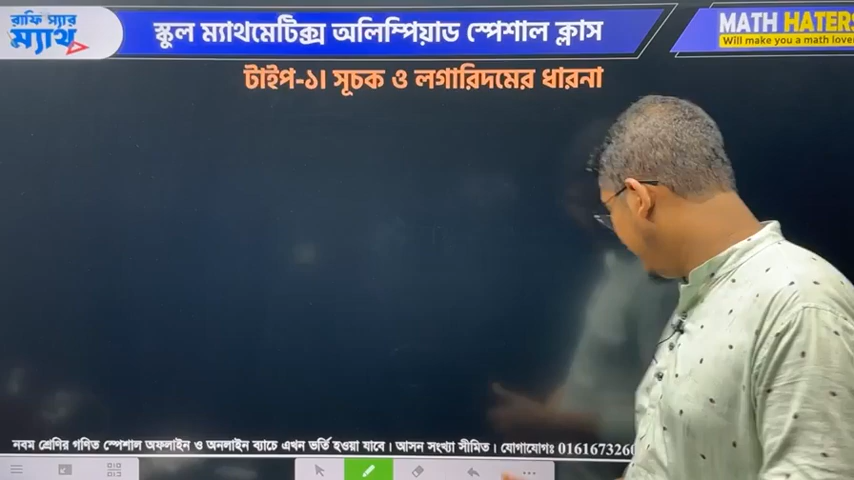 রাফি স্যার
ম্যাথ
স্কুল ম্যাথমেটিক্স অলিম্পিয়াড স্পেশাল ক্লাস
MATH HATERS
Will make you a math lover
টাইপ-১। সূচক ও লগারিদমের ধারনা
নবম শ্রেণির গণিত স্পেশাল অফলাইন ও অনলাইন ব্যাচে এখন ভর্তি হওয়া যাবে। আসন সংখ্যা সীমিত। যোগাযোগঃ 0161673260